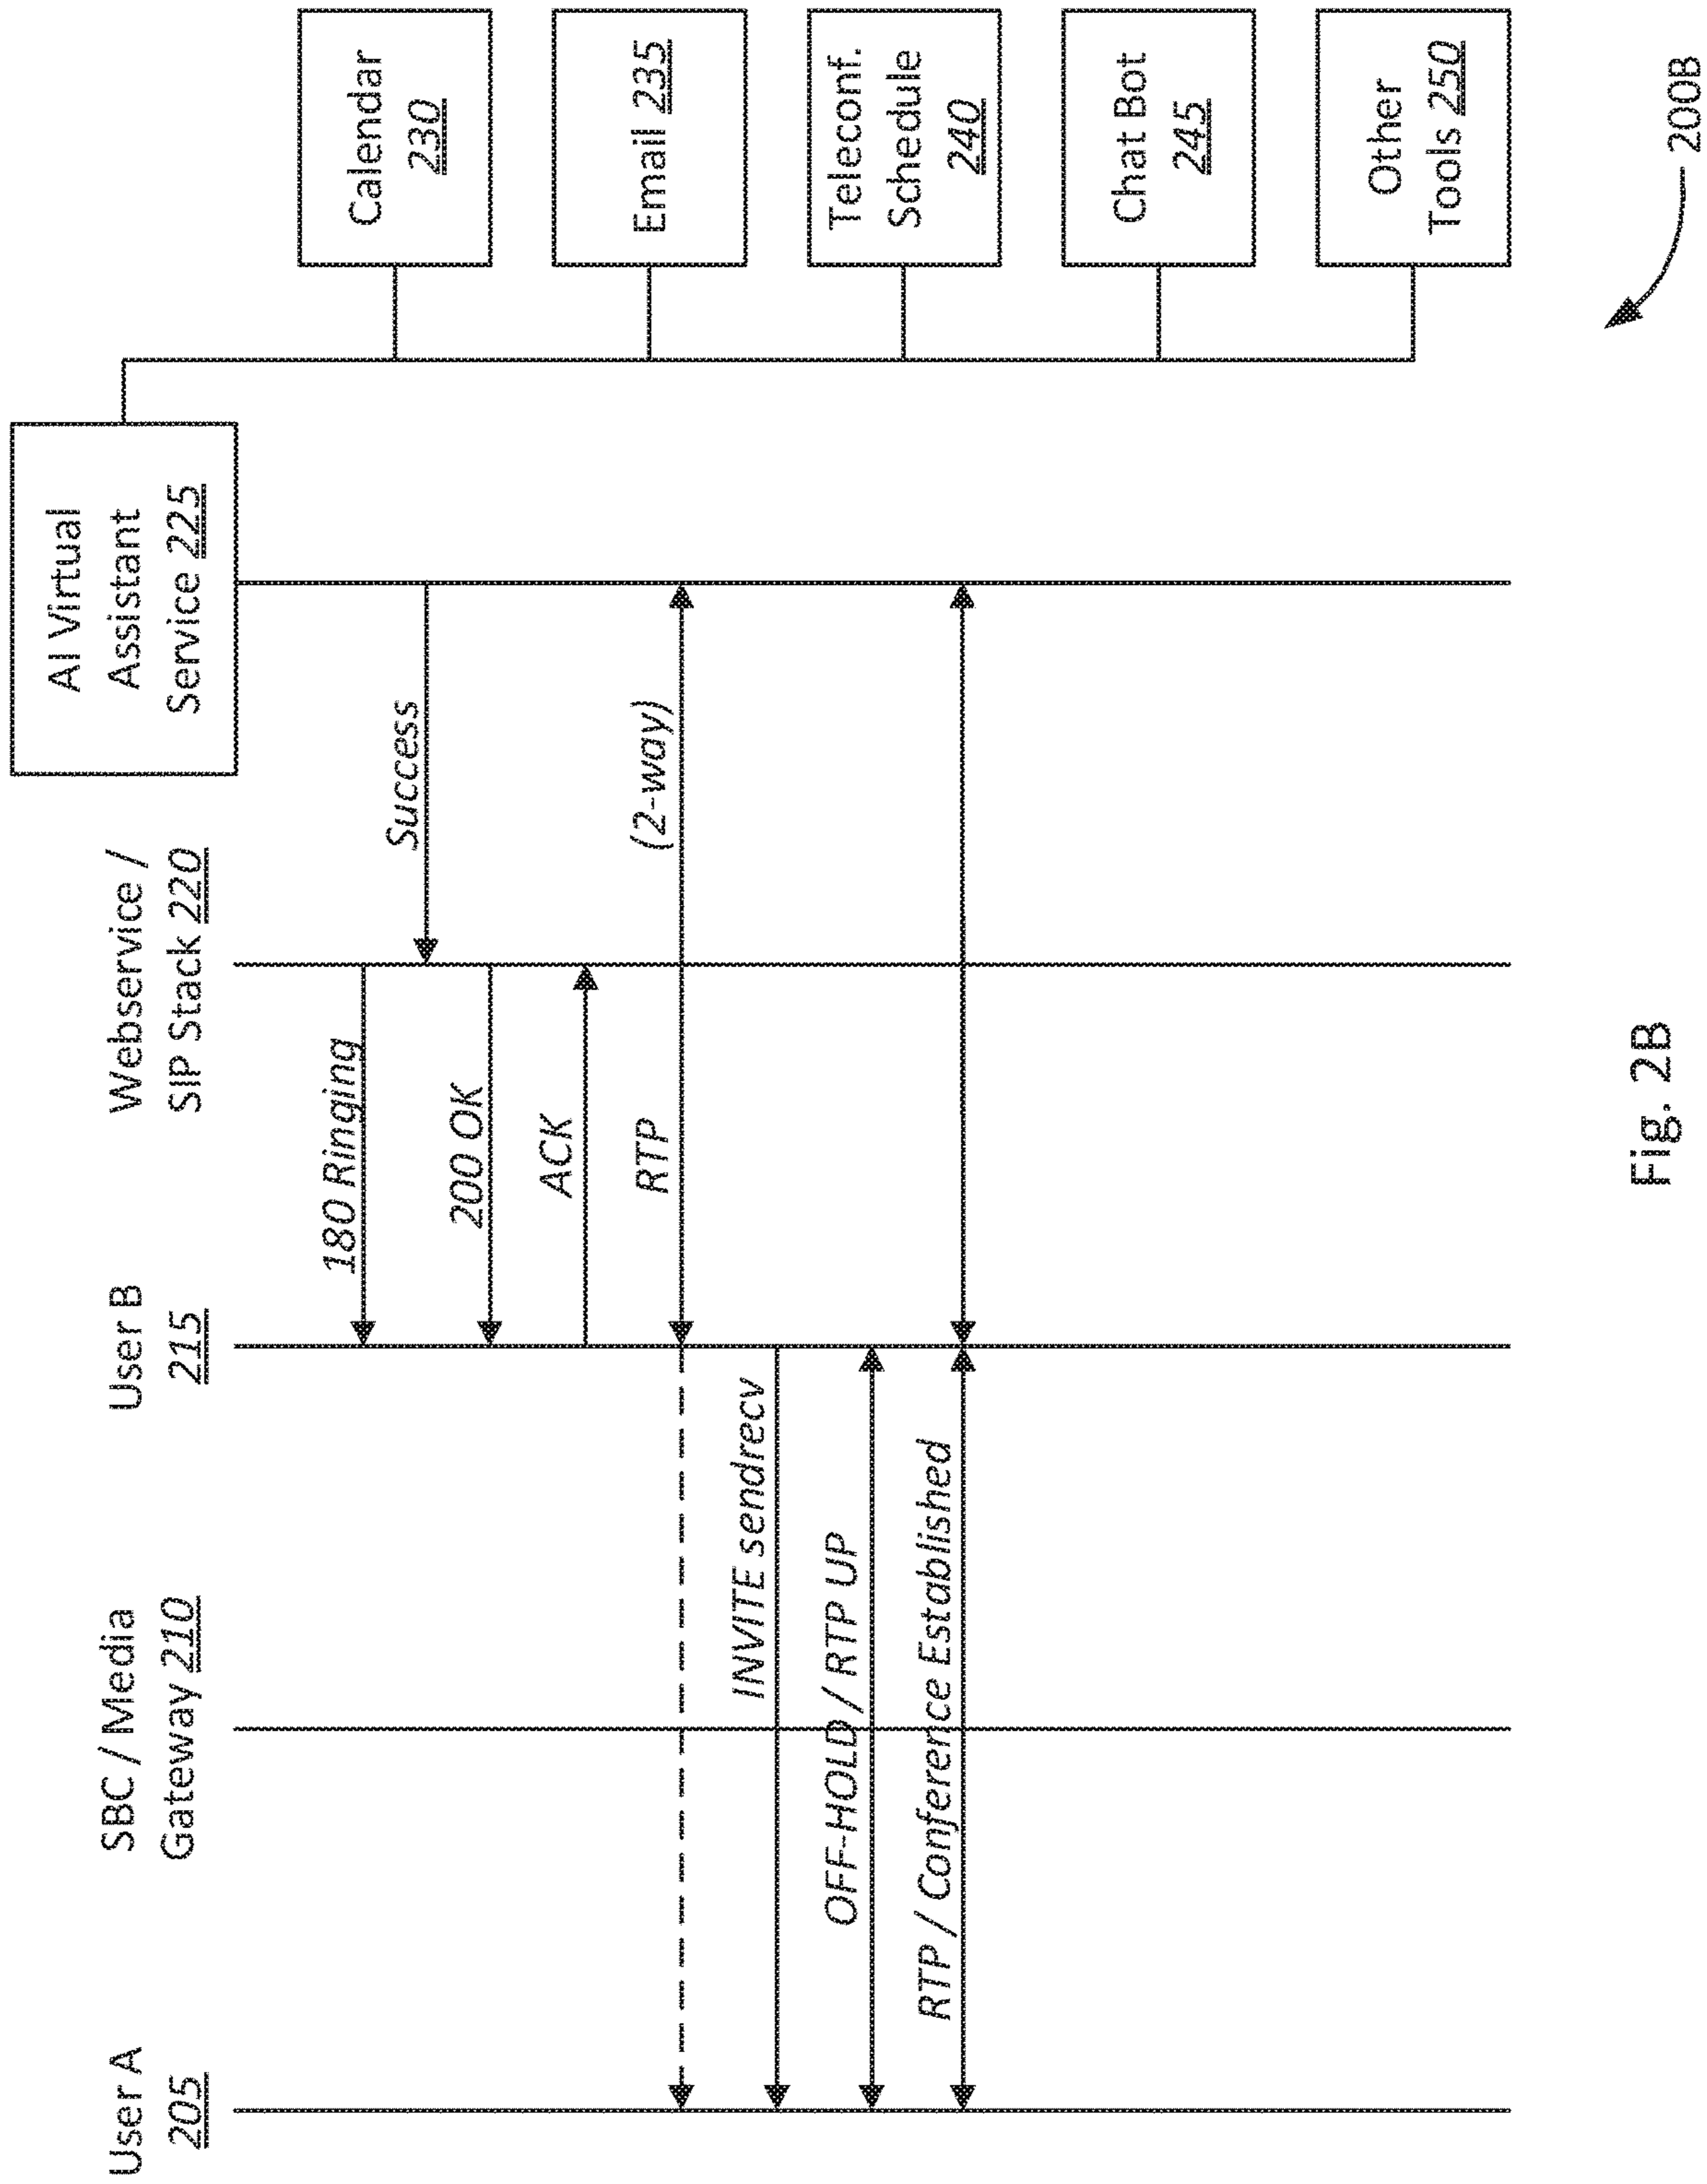 User A
205
SBC / Media
Gateway 210
User B
215
Webservice /
SIP Stack 220
AI Virtual
Assistant
Service 225
Calendar
230
Email 235
Teleconf.
Schedule
240
Chat Bot
245
Other
Tools 250
180 Ringing
Success
200 OK
ACK
RTP
(2-way)
INVITE sendrecv
OFF-HOLD / RTP UP
RTP / Conference Established
200B
Fig. 2B